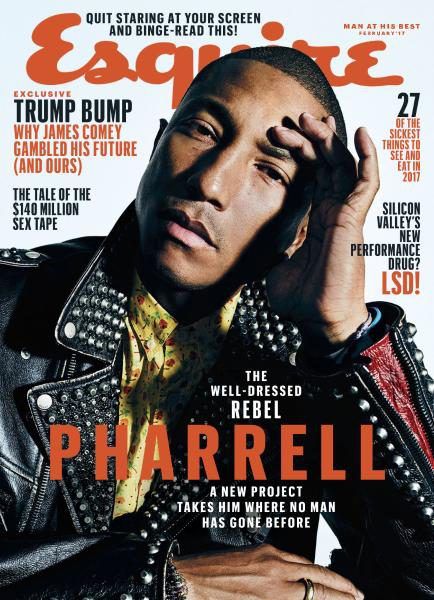 QUIT STARING AT YOUR SCREEN
AND BINGE-READ THIS!
MAN AT HIS BEST
FEBRUARY '17
Esquire
EXCLUSIVE
TRUMP BUMP
WHY JAMES COMEY
GAMBLED HIS FUTURE
(AND OURS)
THE TALE OF THE
$140 MILLION
SEX TAPE
27
OF THE
SICKEST
THINGS TO
SEE AND
EAT IN
2017
SILICON
VALLEY'S
NEW
PERFORMANCE
DRUG?
LSD!
THE
WELL-DRESSED
REBEL
PHARRELL
A NEW PROJECT
TAKES HIM WHERE NO MAN
HAS GONE BEFORE